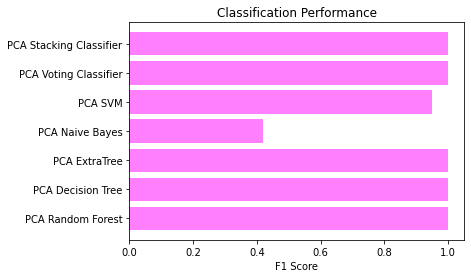 Classification Performance
PCA Stacking Classifier
PCA Voting Classifier
PCA SVM
PCA Naive Bayes
PCA ExtraTree
PCA Decision Tree
PCA Random Forest
0.0 0.2 0.4 0.6 0.8 1.0
F1 Score